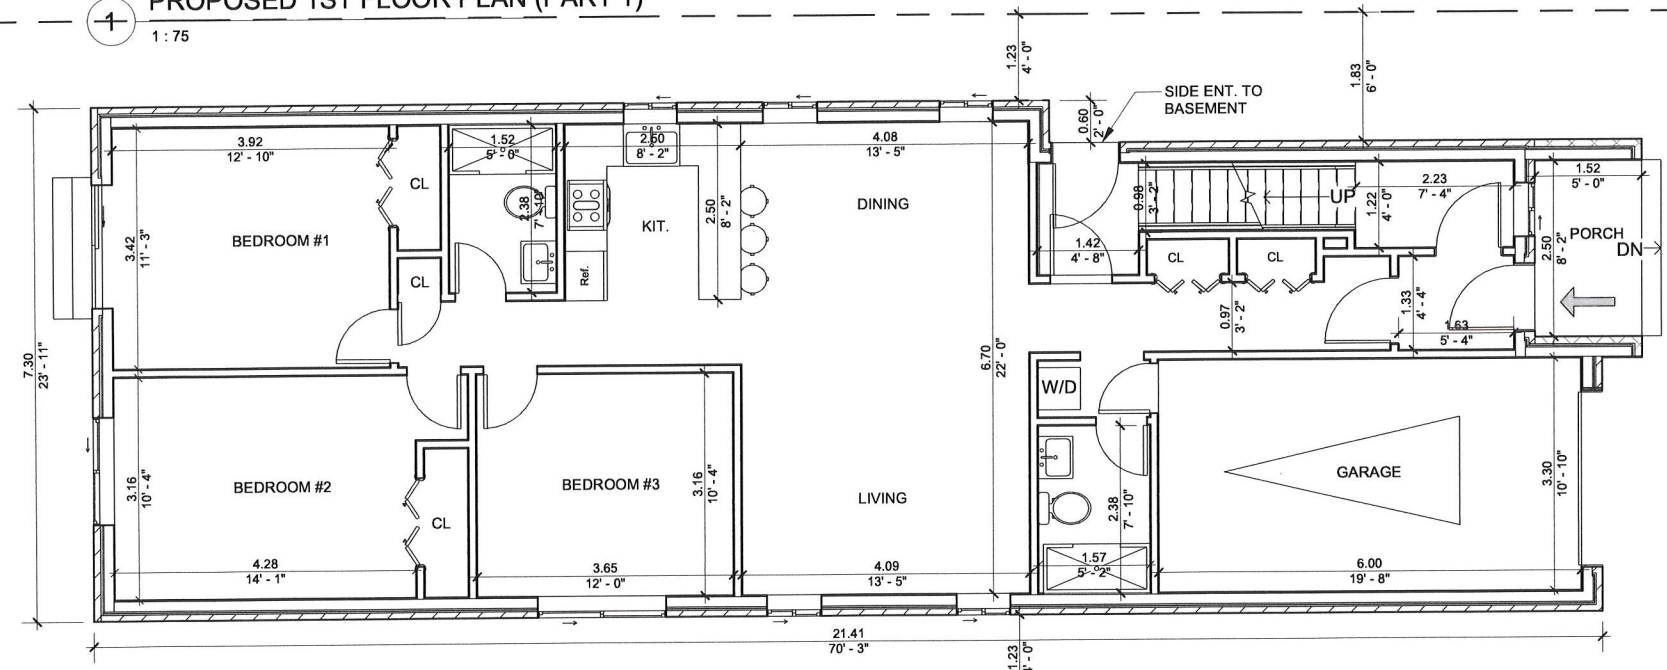 PROPOSED 1ST FLOOR PLAN (PART 1)
1
1 : 75
1.23
4' - 0"
1.83
6' - 0"
SIDE ENT. TO
BASEMENT
0.60
2' - 0"
3.92
12' - 10"
1.52
5' - 0"
2.50
8' - 2"
4.08
13' - 5"
1.52
5' - 0"
CL
2.38
7' - 10"
2.50
8' - 2"
DINING
KIT.
0.98
3' - 2"
UP
1.22
4' - 0"
2.23
7' - 4"
BEDROOM #1
3.42
11' - 3"
CL
Ref.
1.42
4' - 8"
CL
CL
PORCH
DN
2.50
8' - 2"
0.97
3' - 2"
1.33
4' - 4"
1.63
5' - 4"
7.30
23' - 11"
6.70
22' - 0"
W/D
BEDROOM #2
3.16
10' - 4"
CL
BEDROOM #3
3.16
10' - 4"
LIVING
2.38
7' - 10"
GARAGE
3.30
10' - 10"
4.28
14' - 1"
3.65
12' - 0"
4.09
13' - 5"
1.57
5' - 2"
6.00
19' - 8"
21.41
70' - 3"
1.23
' - 0"